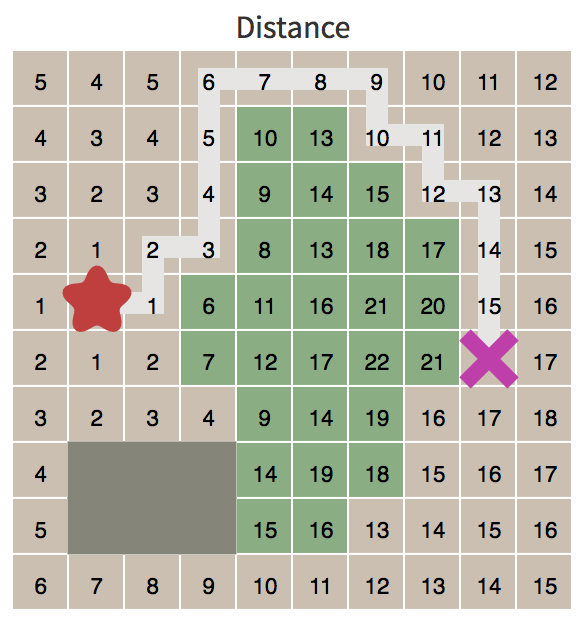 Distance
5 4 5 6 7 8 9 10 11 12
4 3 4 5 10 13 10 11 12 13
3 2 3 4 9 14 15 12 13 14
2 1 2 3 8 13 18 17 14 15
1 1 6 11 16 21 20 15 16
2 1 2 7 12 17 22 21 17
3 2 3 4 9 14 19 16 17 18
4 14 19 18 15 16 17
5 15 16 13 14 15 16
6 7 8 9 10 11 12 13 14 15